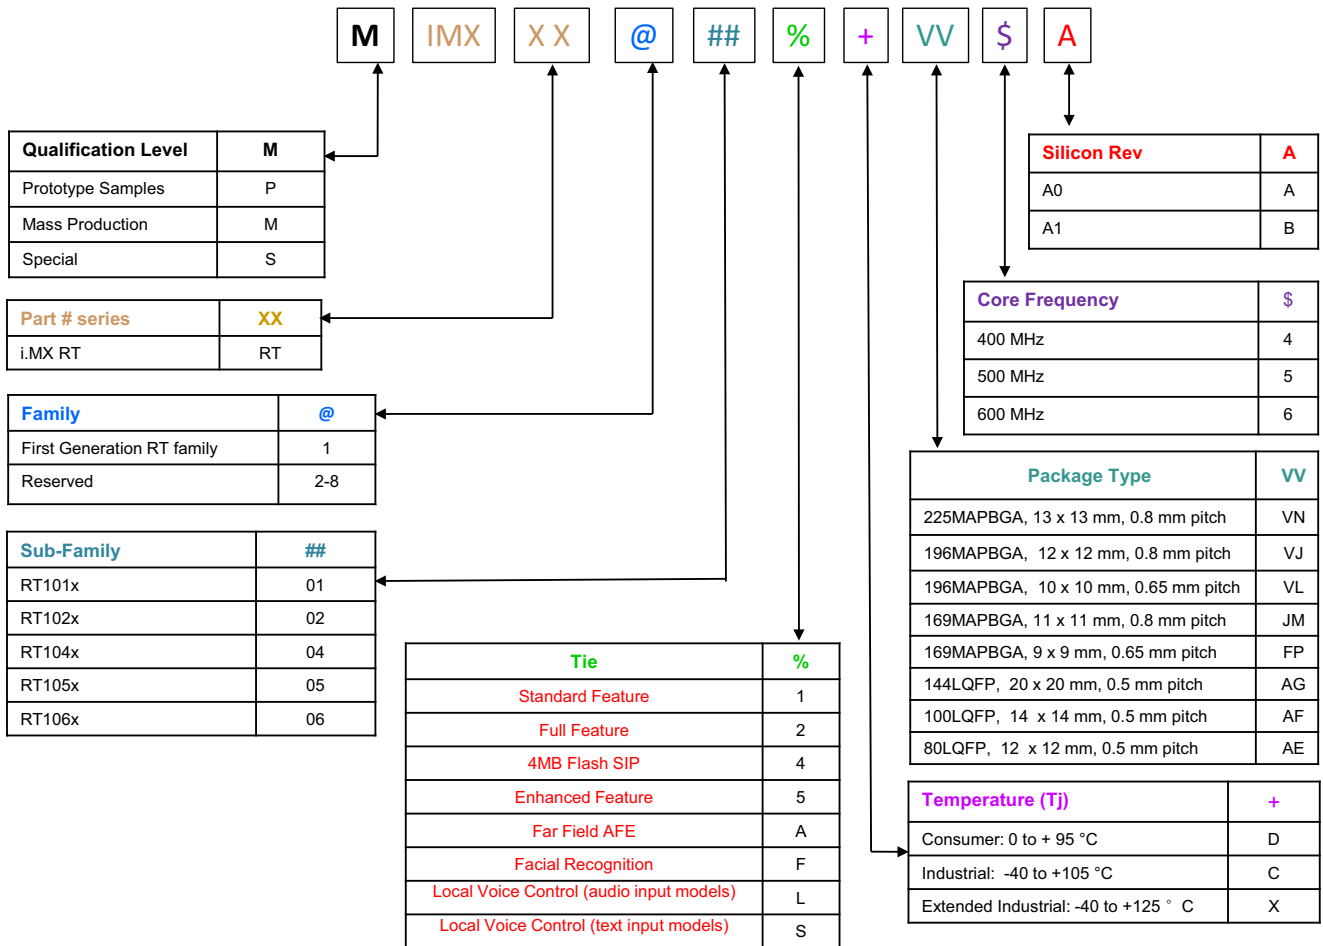 M IMX X X @ ## % + VV $ A
Qualification Level M
Prototype Samples P
Mass Production M
Special S
Part # series XX
i.MX RT RT
Family @
First Generation RT family 1
Reserved 2-8
Sub-Family ##
RT101x 01
RT102x 02
RT104x 04
RT105x 05
RT106x 06
Tie %
Standard Feature 1
Full Feature 2
4MB Flash SIP 4
Enhanced Feature 5
Far Field AFE A
Facial Recognition F
Local Voice Control (audio input models) L
Local Voice Control (text input models) S
Silicon Rev A
A0 A
A1 B
Core Frequency $
400 MHz 4
500 MHz 5
600 MHz 6
Package Type VV
225MAPBGA, 13 x 13 mm, 0.8 mm pitch VN
196MAPBGA, 12 x 12 mm, 0.8 mm pitch VJ
196MAPBGA, 10 x 10 mm, 0.65 mm pitch VL
169MAPBGA, 11 x 11 mm, 0.8 mm pitch JM
169MAPBGA, 9 x 9 mm, 0.65 mm pitch FP
144LQFP, 20 x 20 mm, 0.5 mm pitch AG
100LQFP, 14 x 14 mm, 0.5 mm pitch AF
80LQFP, 12 x 12 mm, 0.5 mm pitch AE
Temperature (Tj) +
Consumer: 0 to + 95 °C D
Industrial: -40 to +105 °C C
Extended Industrial: -40 to +125 ° C X